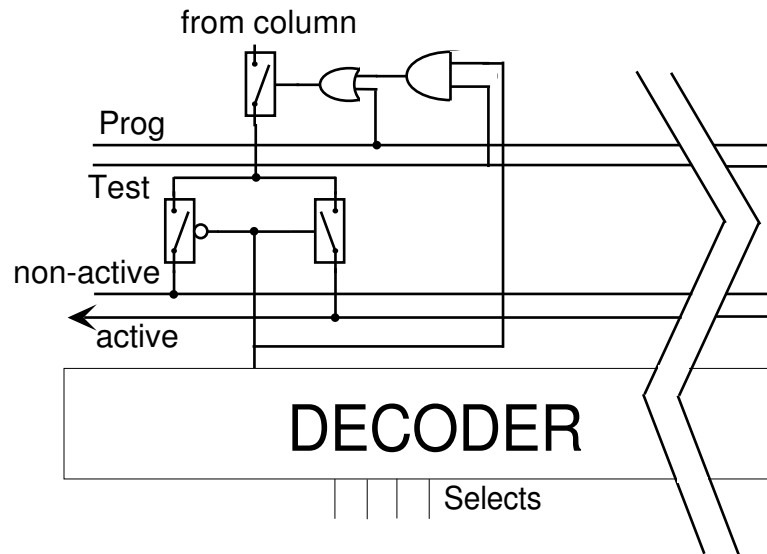 from column
Prog
Test
non-active
active
DECODER
Selects